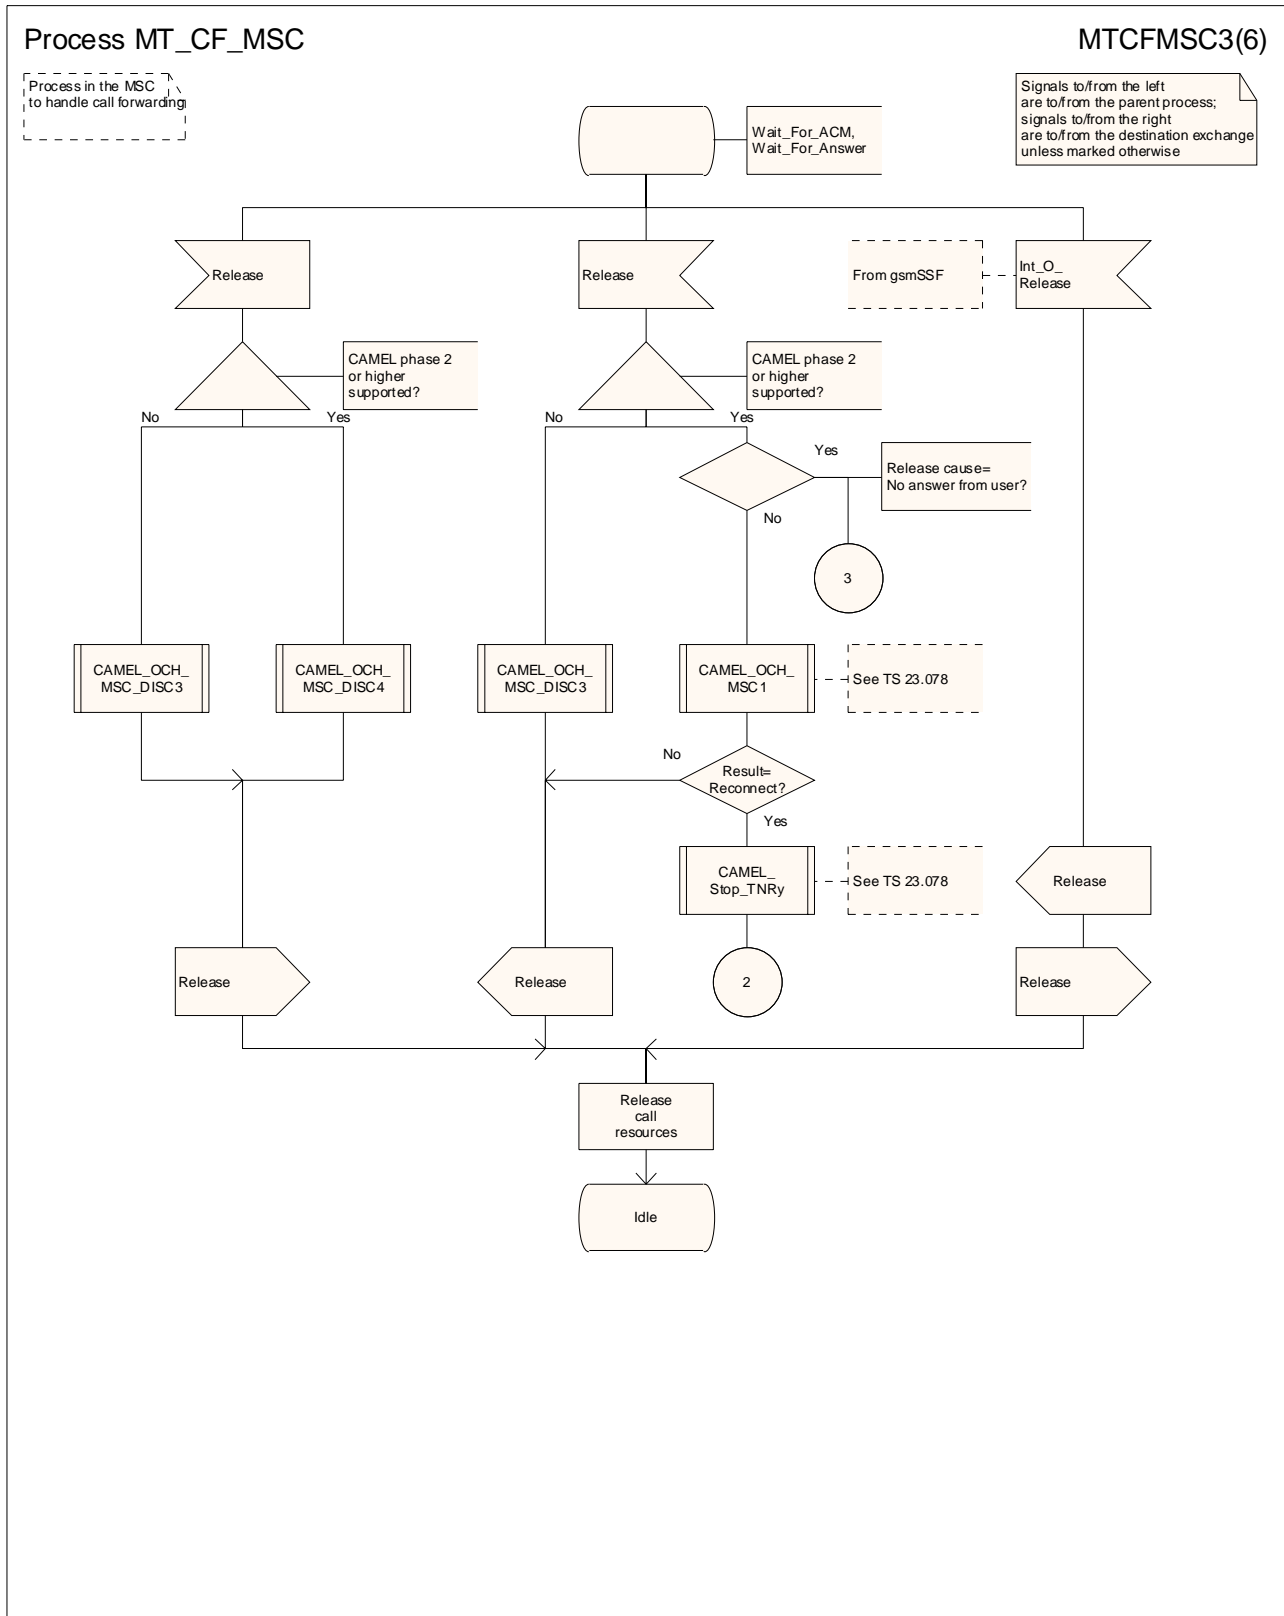 Process MT_CF_MSC
MTCFMSC3(6)
Process in the MSC
to handle call forwarding
Signals to/from the left
are to/from the parent process;
signals to/from the right
are to/from the destination exchange
unless marked otherwise
Wait_For_ACM,
Wait_For_Answer
Release
Release
From gsmSSF
Int_O_
Release
CAMEL phase 2
or higher
supported?
CAMEL phase 2
or higher
supported?
No
Yes
No
Yes
Yes
Release cause=
No answer from user?
No
3
CAMEL_OCH_
MSC_DISC3
CAMEL_OCH_
MSC_DISC4
CAMEL_OCH_
MSC_DISC3
CAMEL_OCH_
MSC1
See TS 23.078
No
Result=
Reconnect?
Yes
CAMEL_
Stop_TNRy
See TS 23.078
Release
Release
Release
2
Release
Release
call
resources
Idle